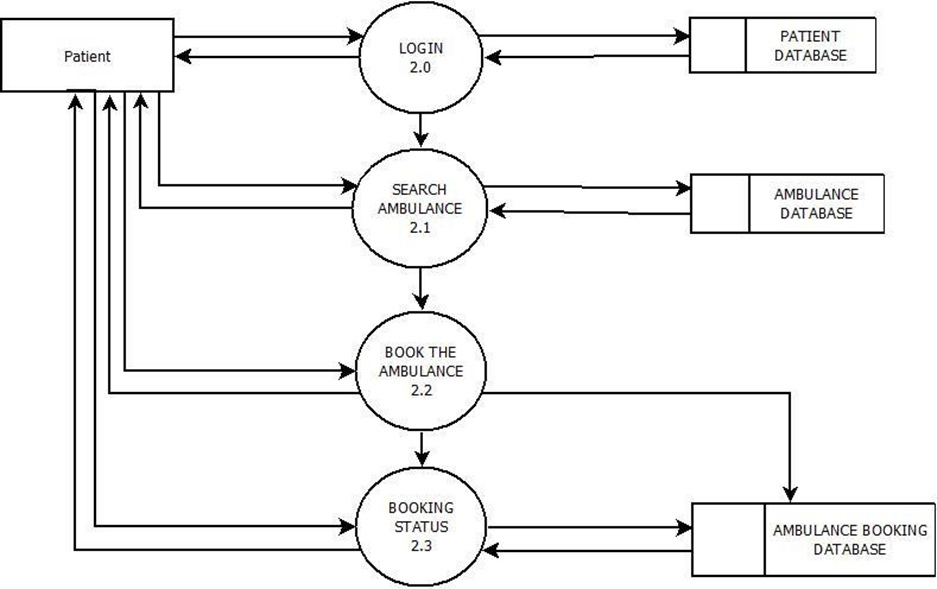 Patient
LOGIN
2.0
PATIENT
DATABASE
SEARCH
AMBULANCE
2.1
AMBULANCE
DATABASE
BOOK THE
AMBULANCE
2.2
BOOKING
STATUS
2.3
AMBULANCE BOOKING
DATABASE